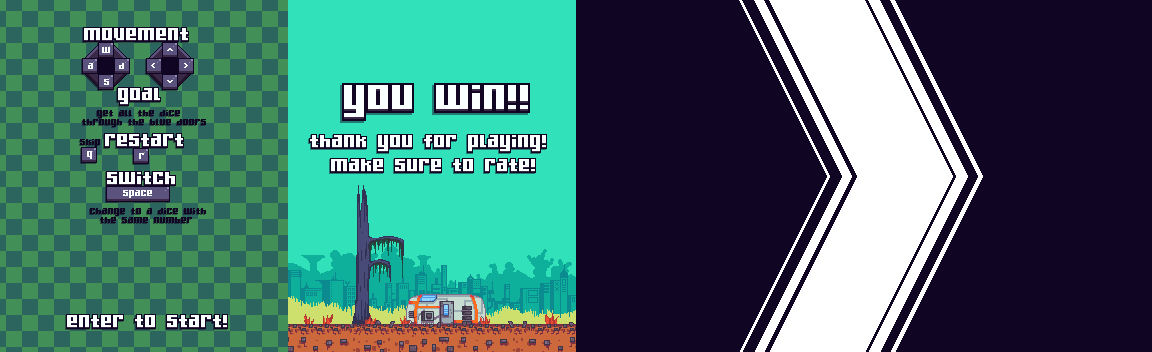 movement
w
a d
s
goal
get all the dice
through the blue doors
skip restart
q r
switch
space
change to a dice with
the same number
enter to start!
you win!!
thank you for playing!
make sure to rate!